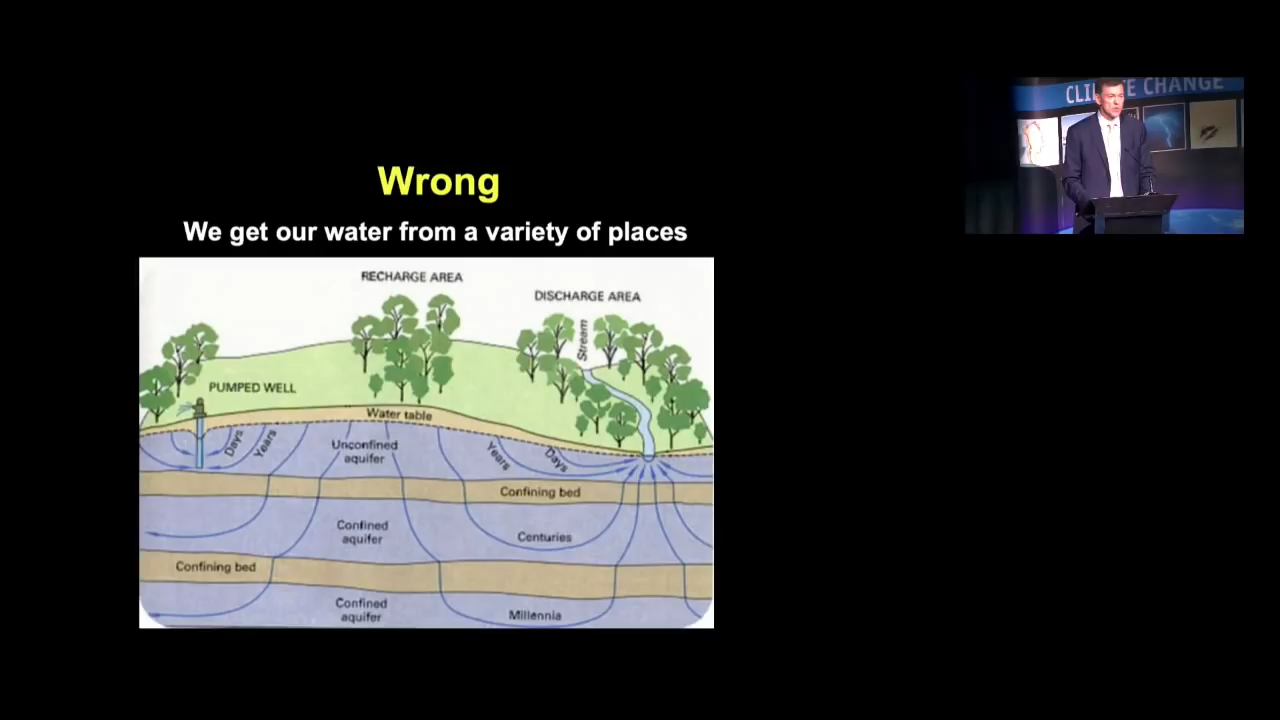 Wrong
We get our water from a variety of places
RECHARGE AREA
DISCHARGE AREA
Stream
PUMPED WELL
Water table
Days
Years
Unconfined
aquifer
Years
Days
Confining bed
Confined
aquifer
Centuries
Confining bed
Confined
aquifer
Millennia
CHANGE